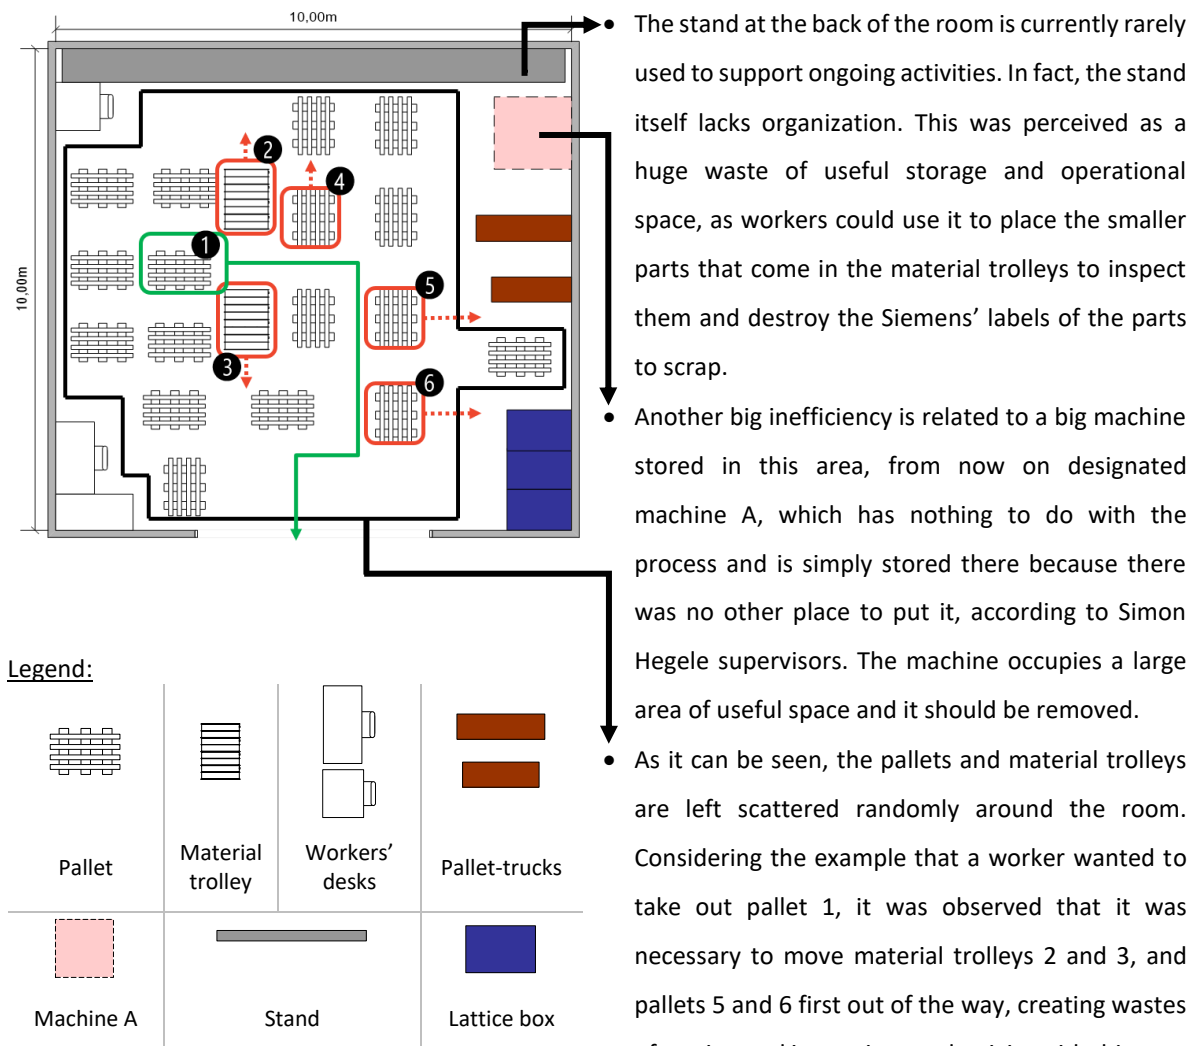 10,00m
10,00m
1
2
3
4
5
6
• The stand at the back of the room is currently rarely
used to support ongoing activities. In fact, the stand
itself lacks organization. This was perceived as a
huge waste of useful storage and operational
space, as workers could use it to place the smaller
parts that come in the material trolleys to inspect
them and destroy the Siemens’ labels of the parts
to scrap.
• Another big inefficiency is related to a big machine
stored in this area, from now on designated
machine A, which has nothing to do with the
process and is simply stored there because there
was no other place to put it, according to Simon
Hegele supervisors. The machine occupies a large
area of useful space and it should be removed.
• As it can be seen, the pallets and material trolleys
are left scattered randomly around the room.
Considering the example that a worker wanted to
take out pallet 1, it was observed that it was
necessary to move material trolleys 2 and 3, and
pallets 5 and 6 first out of the way, creating wastes
Legend:
Pallet
Material
trolley
Workers’
desks
Pallet-trucks
Machine A
Stand
Lattice box